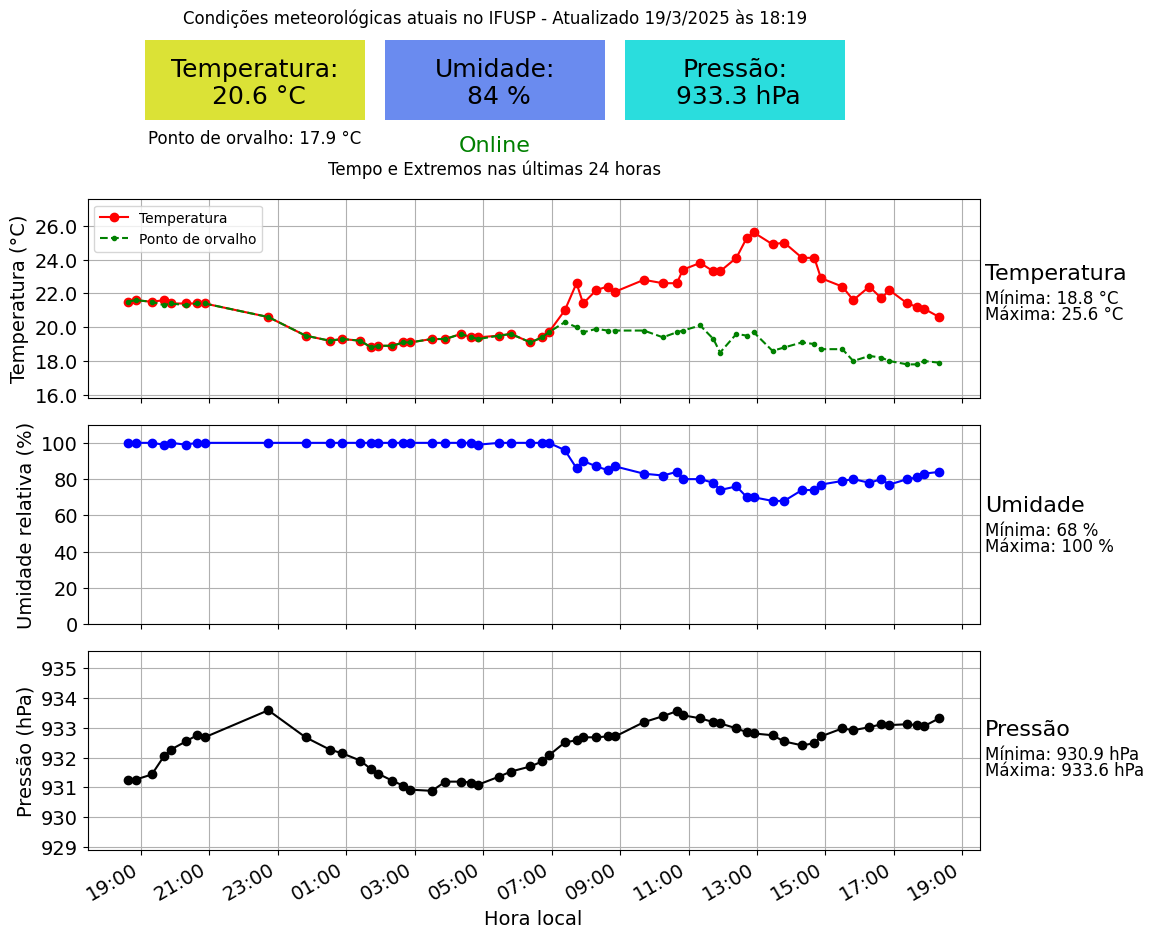 Condições meteorológicas atuais no IFUSP - Atualizado 19/3/2025 às 18:19
Temperatura:
20.6 °C
Umidade:
84 %
Pressão:
933.3 hPa
Ponto de orvalho: 17.9 °C
Online
Tempo e Extremos nas últimas 24 horas
Temperatura (°C)
26.0
24.0
22.0
20.0
18.0
16.0
Temperatura
Ponto de orvalho
Temperatura
Mínima: 18.8 °C
Máxima: 25.6 °C
Umidade relativa (%)
100
80
60
40
20
0
Umidade
Mínima: 68 %
Máxima: 100 %
Pressão (hPa)
935
934
933
932
931
930
929
Pressão
Mínima: 930.9 hPa
Máxima: 933.6 hPa
19:00 21:00 23:00 01:00 03:00 05:00 07:00 09:00 11:00 13:00 15:00 17:00 19:00
Hora local